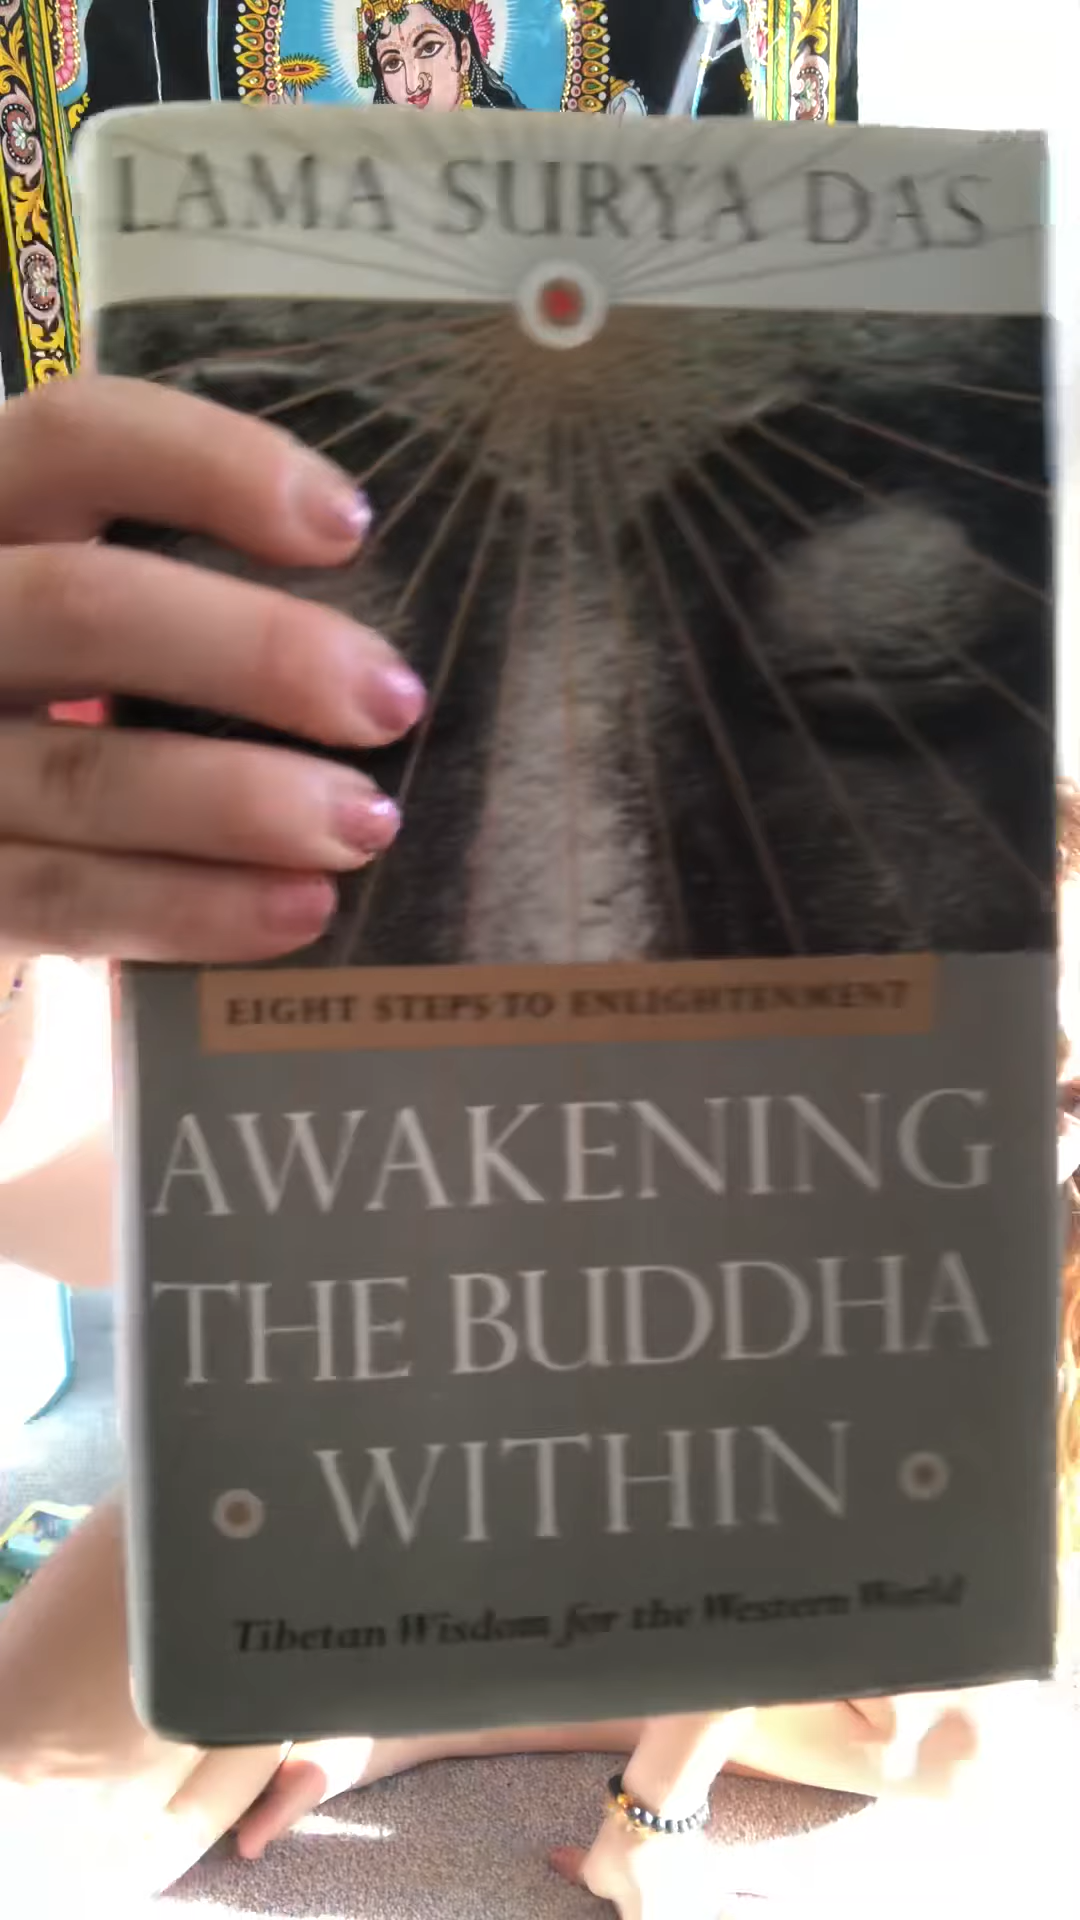 LAMA SURYA DAS
EIGHT STEPS TO ENLIGHTENMENT
AWAKENING
THE BUDDHA
WITHIN
Tibetan Wisdom for the Western World